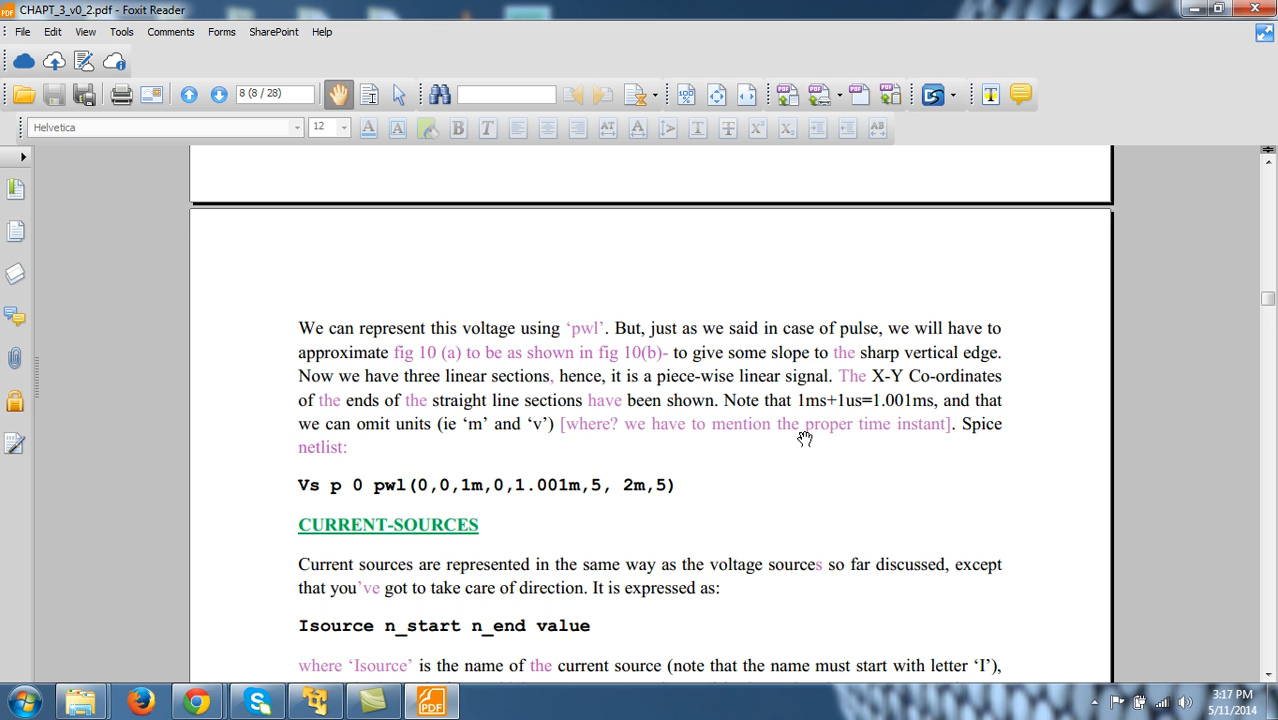 CHAPT_3_v0_2.pdf - Foxit Reader
File Edit View Tools Comments Forms SharePoint Help
8 (8 / 28)
Helvetica 12
We can represent this voltage using ‘pwl’. But, just as we said in case of pulse, we will have to
approximate fig 10 (a) to be as shown in fig 10(b)- to give some slope to the sharp vertical edge.
Now we have three linear sections, hence, it is a piece-wise linear signal. The X-Y Co-ordinates
of the ends of the straight line sections have been shown. Note that 1ms+1us=1.001ms, and that
we can omit units (ie ‘m’ and ‘v’) [where? we have to mention the proper time instant]. Spice
netlist:
Vs p 0 pwl(0,0,1m,0,1.001m,5, 2m,5)
CURRENT-SOURCES
Current sources are represented in the same way as the voltage sources so far discussed, except
that you’ve got to take care of direction. It is expressed as:
Isource n_start n_end value
where ‘Isource’ is the name of the current source (note that the name must start with letter ‘I’),
3:17 PM
5/11/2014